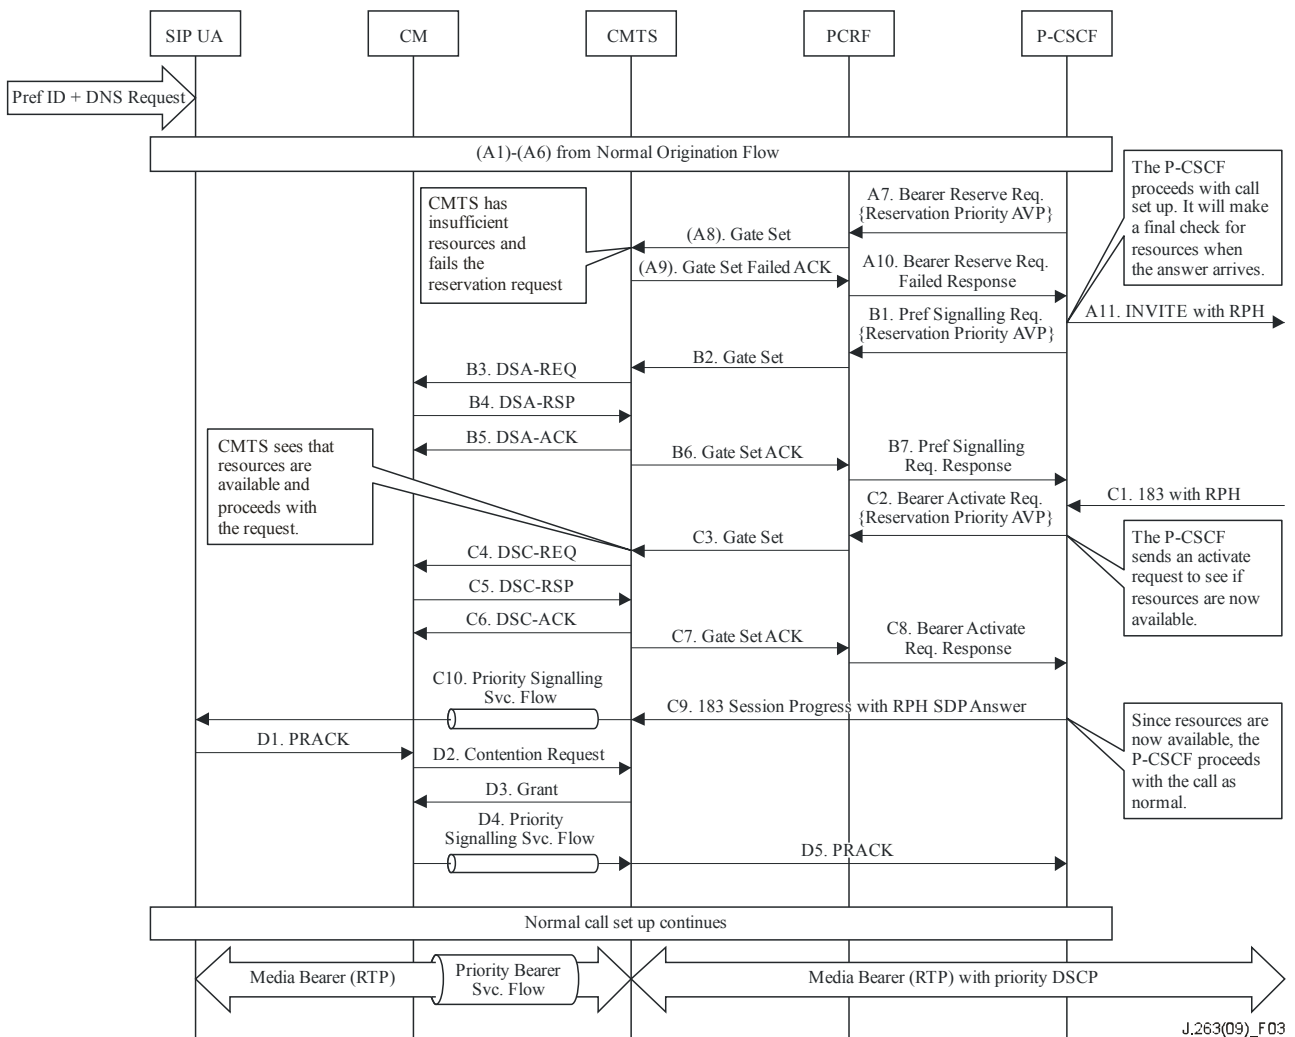 SIP UA
CM
CMTS
PCRF
P-CSCF
Pref ID + DNS Request
(A1)-(A6) from Normal Origination Flow
The P-CSCF
proceeds with call
set up. It will make
a final check for
resources when
the answer arrives.
CMTS has
insufficient
resources and
fails the
reservation request
A7. Bearer Reserve Req.
{Reservation Priority AVP}
(A8). Gate Set
(A9). Gate Set Failed ACK
A10. Bearer Reserve Req.
Failed Response
A11. INVITE with RPH
B1. Pref Signalling Req.
{Reservation Priority AVP}
B2. Gate Set
B3. DSA-REQ
B4. DSA-RSP
B5. DSA-ACK
B6. Gate Set ACK
B7. Pref Signalling
Req. Response
CMTS sees that
resources are
available and
proceeds with
the request.
C1. 183 with RPH
C2. Bearer Activate Req.
{Reservation Priority AVP}
C3. Gate Set
The P-CSCF
sends an activate
request to see if
resources are now
available.
C4. DSC-REQ
C5. DSC-RSP
C6. DSC-ACK
C7. Gate Set ACK
C8. Bearer Activate
Req. Response
C10. Priority Signalling
Svc. Flow
C9. 183 Session Progress with RPH SDP Answer
Since resources are
now available, the
P-CSCF proceeds
with the call as
normal.
D1. PRACK
D2. Contention Request
D3. Grant
D4. Priority
Signalling Svc. Flow
D5. PRACK
Normal call set up continues
Media Bearer (RTP)
Priority Bearer
Svc. Flow
Media Bearer (RTP) with priority DSCP
J.263(09)_F03